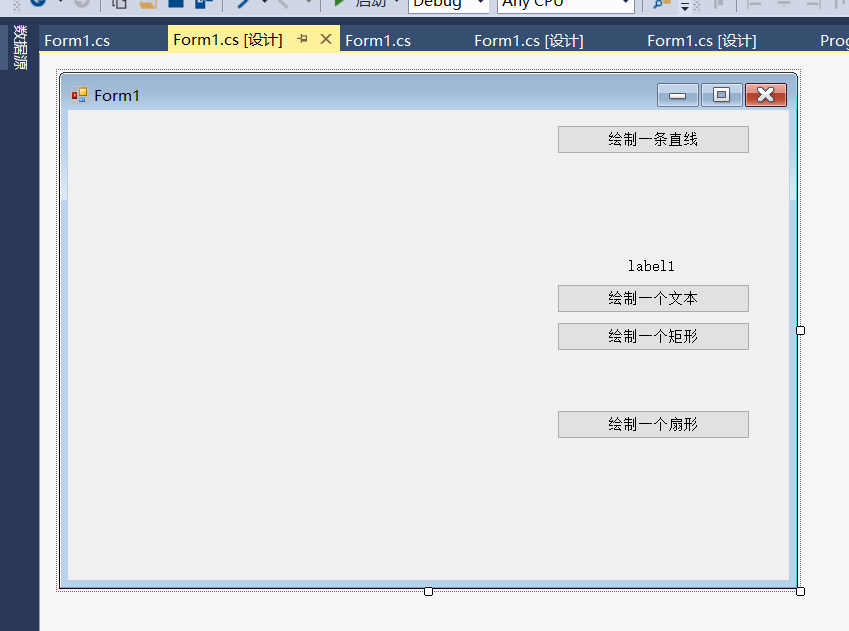 启动 Debug Any CPU
数据源
Form1.cs Form1.cs [设计] Form1.cs Form1.cs [设计] Form1.cs [设计] Prog
Form1
绘制一条直线
label1
绘制一个文本
绘制一个矩形
绘制一个扇形